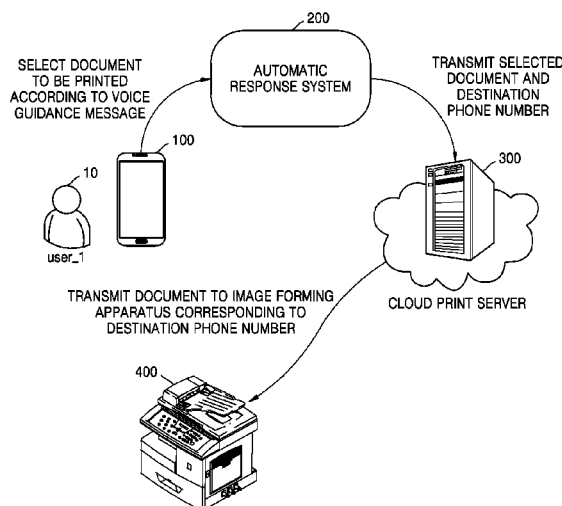 200
SELECT DOCUMENT
TO BE PRINTED
ACCORDING TO VOICE
GUIDANCE MESSAGE
AUTOMATIC
RESPONSE SYSTEM
TRANSMIT SELECTED
DOCUMENT AND
DESTINATION
PHONE NUMBER
100
10
300
user_1
TRANSMIT DOCUMENT TO IMAGE FORMING
APPARATUS CORRESPONDING TO
DESTINATION PHONE NUMBER
CLOUD PRINT SERVER
400